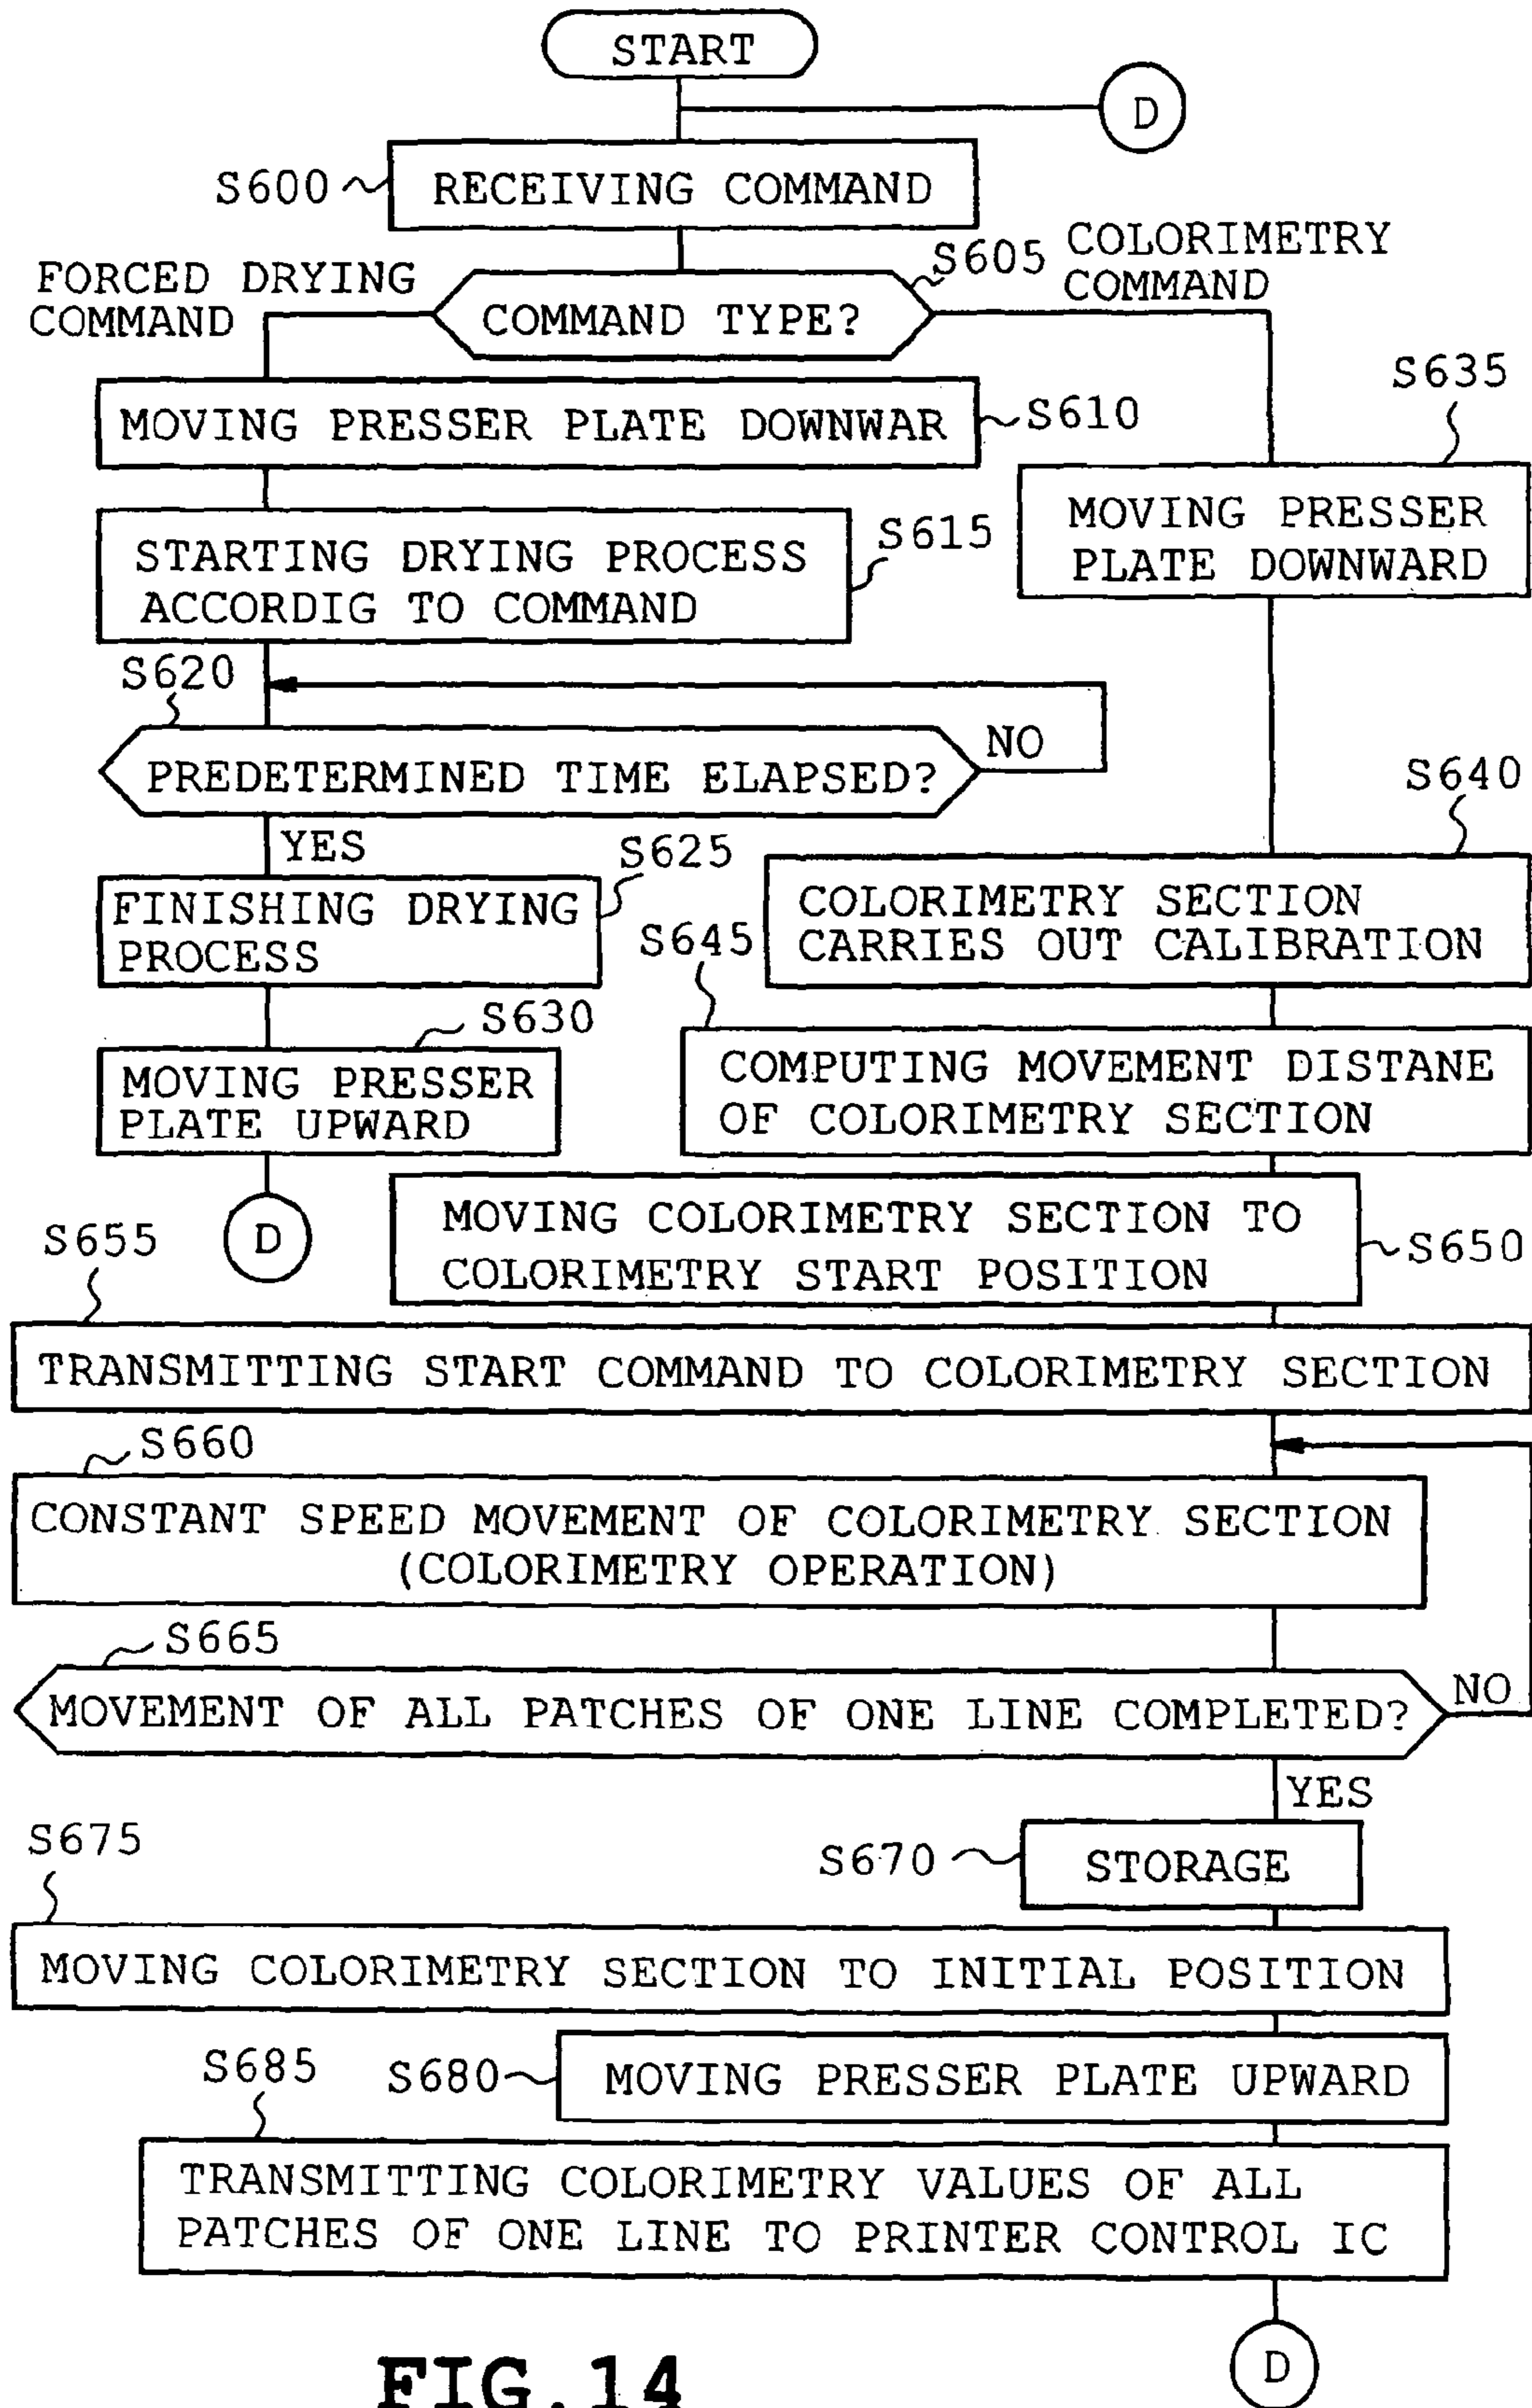 START
D
S600
RECEIVING COMMAND
S605
COLORIMETRY
COMMAND
FORCED DRYING
COMMAND
COMMAND TYPE?
S635
MOVING PRESSER PLATE DOWNWAR
S610
MOVING PRESSER
PLATE DOWNWARD
STARTING DRYING PROCESS
ACCORDIG TO COMMAND
S615
S620
NO
PREDETERMINED TIME ELAPSED?
YES
S640
COLORIMETRY SECTION
CARRIES OUT CALIBRATION
S625
FINISHING DRYING
PROCESS
S645
COMPUTING MOVEMENT DISTANE
OF COLORIMETRY SECTION
S630
MOVING PRESSER
PLATE UPWARD
D
MOVING COLORIMETRY SECTION TO
COLORIMETRY START POSITION
S650
S655
TRANSMITTING START COMMAND TO COLORIMETRY SECTION
S660
CONSTANT SPEED MOVEMENT OF COLORIMETRY SECTION
(COLORIMETRY OPERATION)
S665
MOVEMENT OF ALL PATCHES OF ONE LINE COMPLETED?
NO
YES
S670
STORAGE
S675
MOVING COLORIMETRY SECTION TO INITIAL POSITION
S680
MOVING PRESSER PLATE UPWARD
S685
TRANSMITTING COLORIMETRY VALUES OF ALL
PATCHES OF ONE LINE TO PRINTER CONTROL IC
D
FIG.14